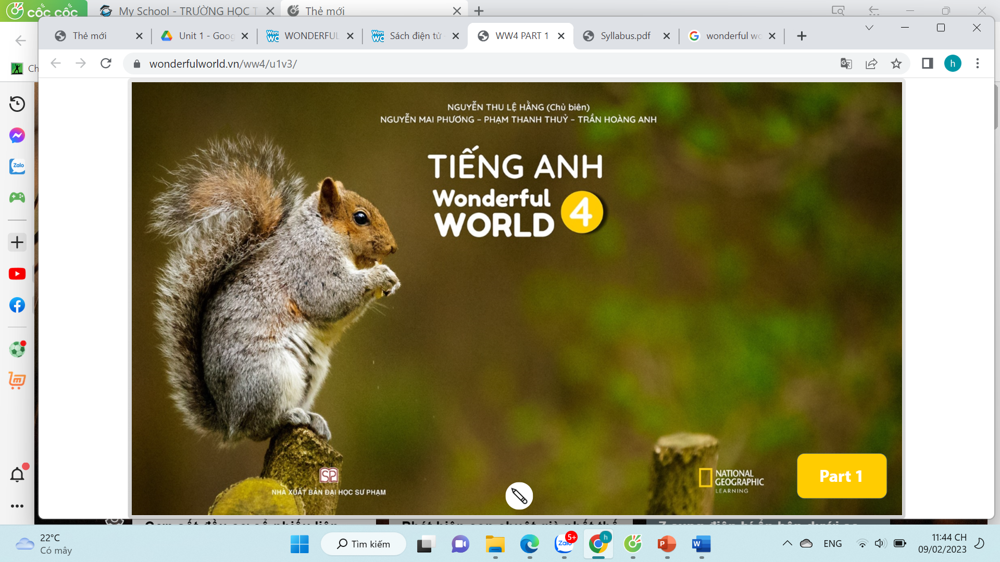 cốc cốc
My School - TRƯỜNG HỌC T
Thẻ mới
Thẻ mới
Unit 1 - Goog
WONDERFUL
Sách điện tử -
WW4 PART 1
Syllabus.pdf
wonderful wo
Ch
wonderfulworld.vn/ww4/u1v3/
h
NGUYỄN THU LỆ HẰNG (Chủ biên)
NGUYỄN MAI PHƯƠNG – PHẠM THANH THUỶ – TRẦN HOÀNG ANH
TIẾNG ANH
Wonderful
WORLD 4
Zalo
SP
NHÀ XUẤT BẢN ĐẠI HỌC SƯ PHẠM
NATIONAL
GEOGRAPHIC
LEARNING
Part 1
22°C
Có mây
Tìm kiếm
Zalo
5+
h
P
W
ENG
11:44 CH
09/02/2023